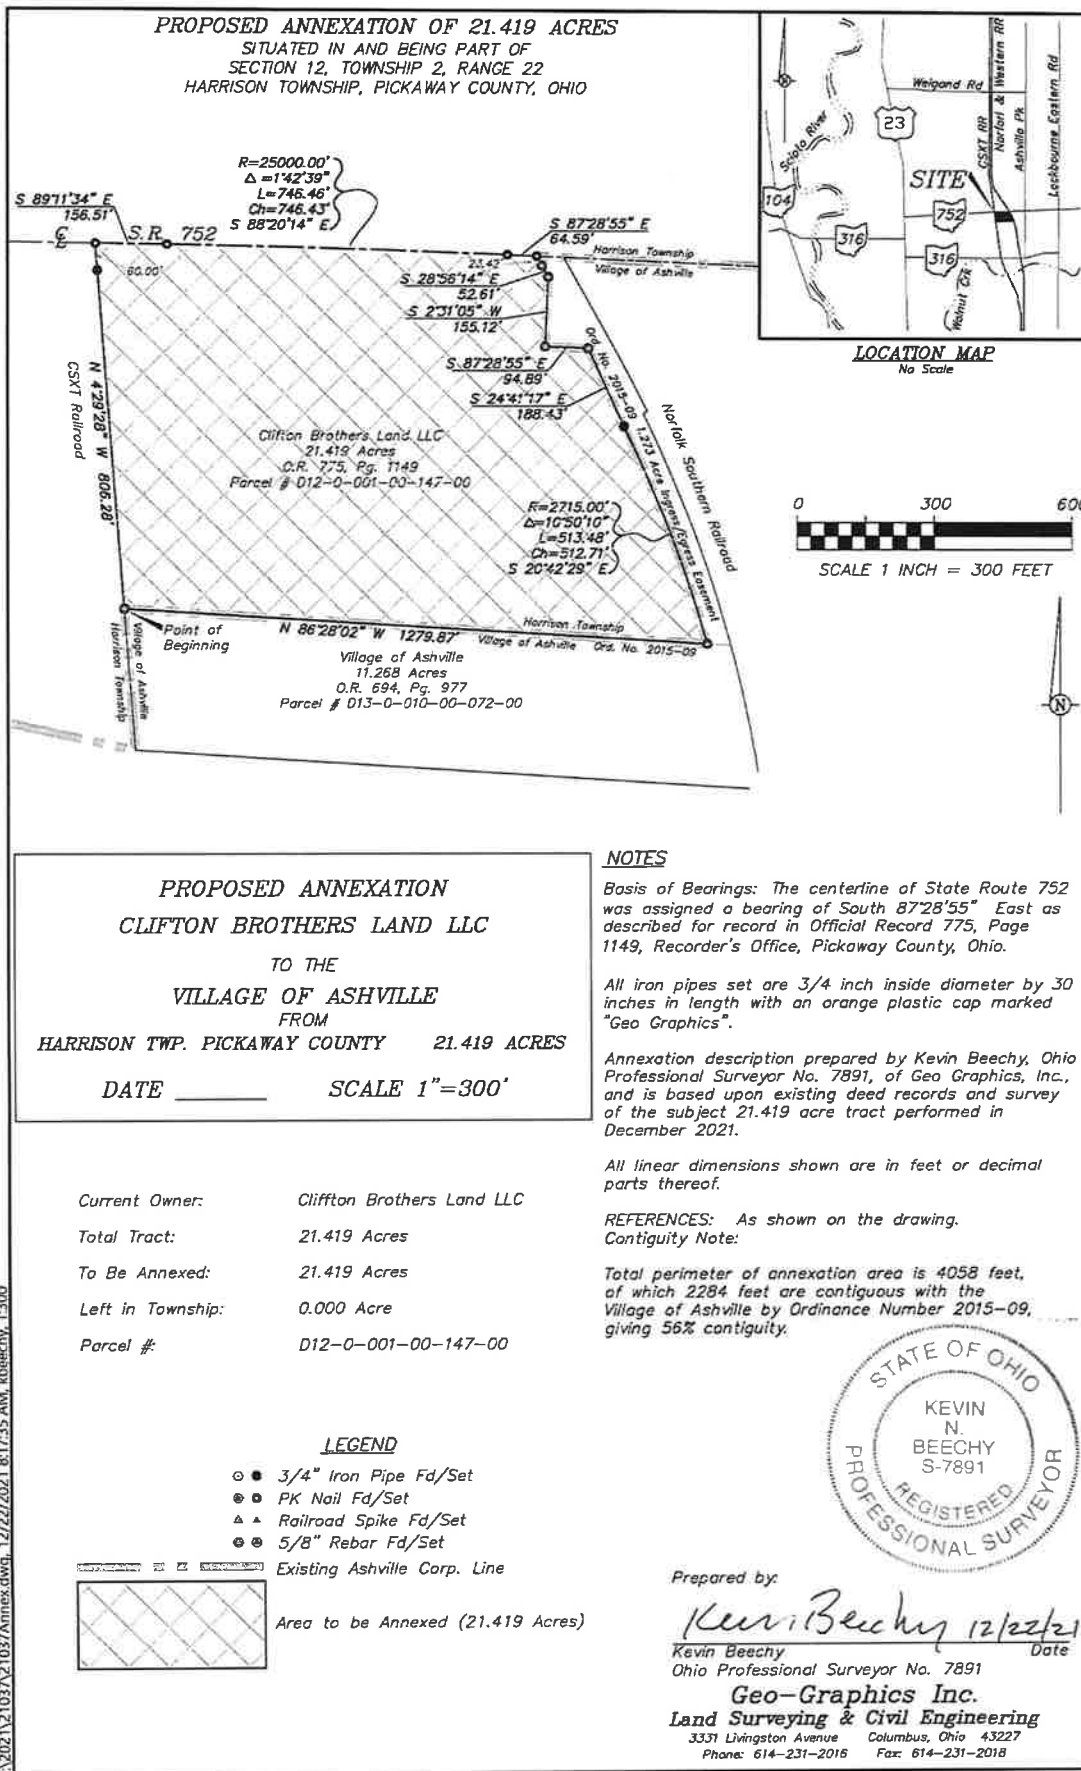 PROPOSED ANNEXATION OF 21.419 ACRES
SITUATED IN AND BEING PART OF
SECTION 12, TOWNSHIP 2, RANGE 22
HARRISON TOWNSHIP, PICKAWAY COUNTY, OHIO
R=25000.00'
Δ =1°42'39"
L=746.46'
Ch=746.43'
S 88°20'14" E
S 89°11'34" E
156.51'
℄
S.R. 752
60.00'
S 87°28'55" E
64.59'
Harrison Township
Village of Ashville
23.42
S 28°58'14" E
52.61'
S 2°31'05" W
155.12'
S 87°28'55" E
94.89'
S 24°41'17" E
188.43'
Ord. No. 2015-09
1.273 Acre Ingress/Egress Easement
Norfolk Southern Railroad
CSXT Railroad
N 4°29'28" W 806.28'
Clifton Brothers Land LLC
21.419 Acres
O.R. 775, Pg. 1149
Parcel # D12-0-001-00-147-00
R=2715.00'
Δ=10°50'10"
L=513.48'
Ch=512.71'
S 20°42'29" E
Point of
Beginning
N 86°28'02" W 1279.87'
Harrison Township
Village of Ashville Ord. No. 2015-09
Village of Ashville
Harrison Township
Village of Ashville
11.268 Acres
O.R. 694, Pg. 977
Parcel # D13-0-010-00-072-00
Weigand Rd
Scioto River
23
CSXT RR
Norfork & Western RR
Ashville Pk
Lockbourne Eastern Rd
SITE
104
752
316
316
Walnut Crk
LOCATION MAP
No Scale
0 300 600
SCALE 1 INCH = 300 FEET
N
PROPOSED ANNEXATION
CLIFTON BROTHERS LAND LLC
TO THE
VILLAGE OF ASHVILLE
FROM
HARRISON TWP. PICKAWAY COUNTY 21.419 ACRES
DATE ______ SCALE 1"=300'
NOTES
Basis of Bearings: The centerline of State Route 752
was assigned a bearing of South 87°28'55" East as
described for record in Official Record 775, Page
1149, Recorder's Office, Pickaway County, Ohio.
All iron pipes set are 3/4 inch inside diameter by 30
inches in length with an orange plastic cap marked
"Geo Graphics".
Annexation description prepared by Kevin Beechy, Ohio
Professional Surveyor No. 7891, of Geo Graphics, Inc.,
and is based upon existing deed records and survey
of the subject 21.419 acre tract performed in
December 2021.
All linear dimensions shown are in feet or decimal
parts thereof.
REFERENCES: As shown on the drawing.
Contiguity Note:
Total perimeter of annexation area is 4058 feet,
of which 2284 feet are contiguous with the
Village of Ashville by Ordinance Number 2015-09,
giving 56% contiguity.
Current Owner: Cliffton Brothers Land LLC
Total Tract: 21.419 Acres
To Be Annexed: 21.419 Acres
Left in Township: 0.000 Acre
Parcel #: D12-0-001-00-147-00
LEGEND
3/4" Iron Pipe Fd/Set
PK Nail Fd/Set
Railroad Spike Fd/Set
5/8" Rebar Fd/Set
Existing Ashville Corp. Line
Area to be Annexed (21.419 Acres)
STATE OF OHIO
KEVIN
N.
BEECHY
S-7891
REGISTERED
PROFESSIONAL SURVEYOR
Prepared by:
Kevin Beechy 12/22/21
Kevin Beechy Date
Ohio Professional Surveyor No. 7891
Geo-Graphics Inc.
Land Surveying & Civil Engineering
3331 Livingston Avenue Columbus, Ohio 43227
Phone: 614-231-2016 Fax: 614-231-2018
\2021\21037\21037Annex.dwg, 12/22/2021 8:17:35 AM, kbeechy, 1:300